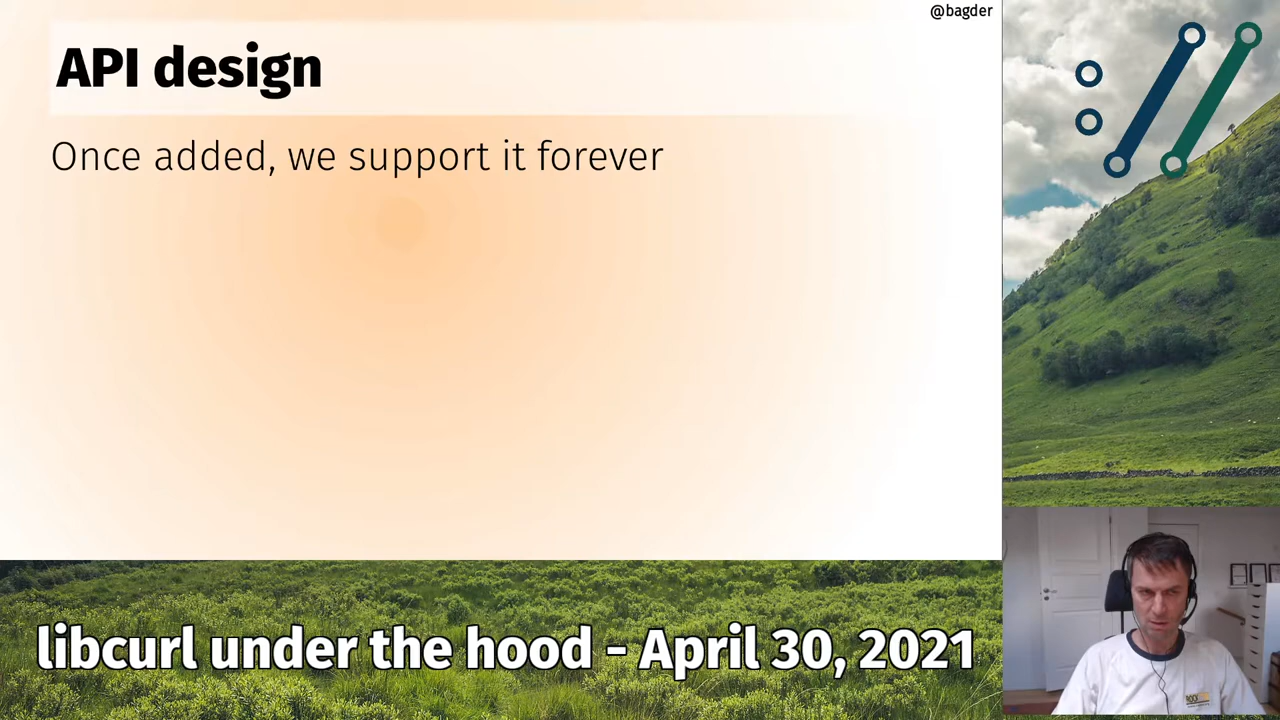 @bagder
API design
Once added, we support it forever
libcurl under the hood - April 30, 2021